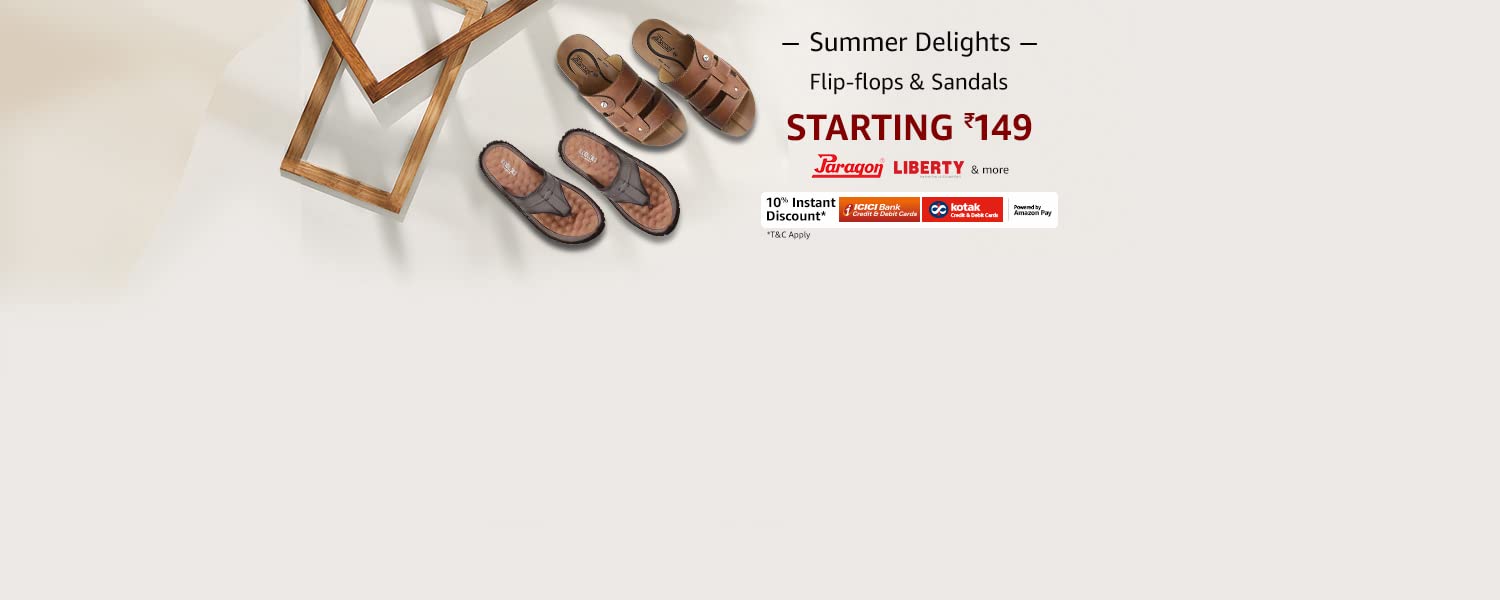 — Summer Delights —
Flip-flops & Sandals
STARTING ₹149
Paragon® LIBERTY & more
10% Instant Discount*
ICICI Bank
Credit & Debit Cards
kotak
Credit & Debit Cards
Powered by
Amazon Pay
*T&C Apply